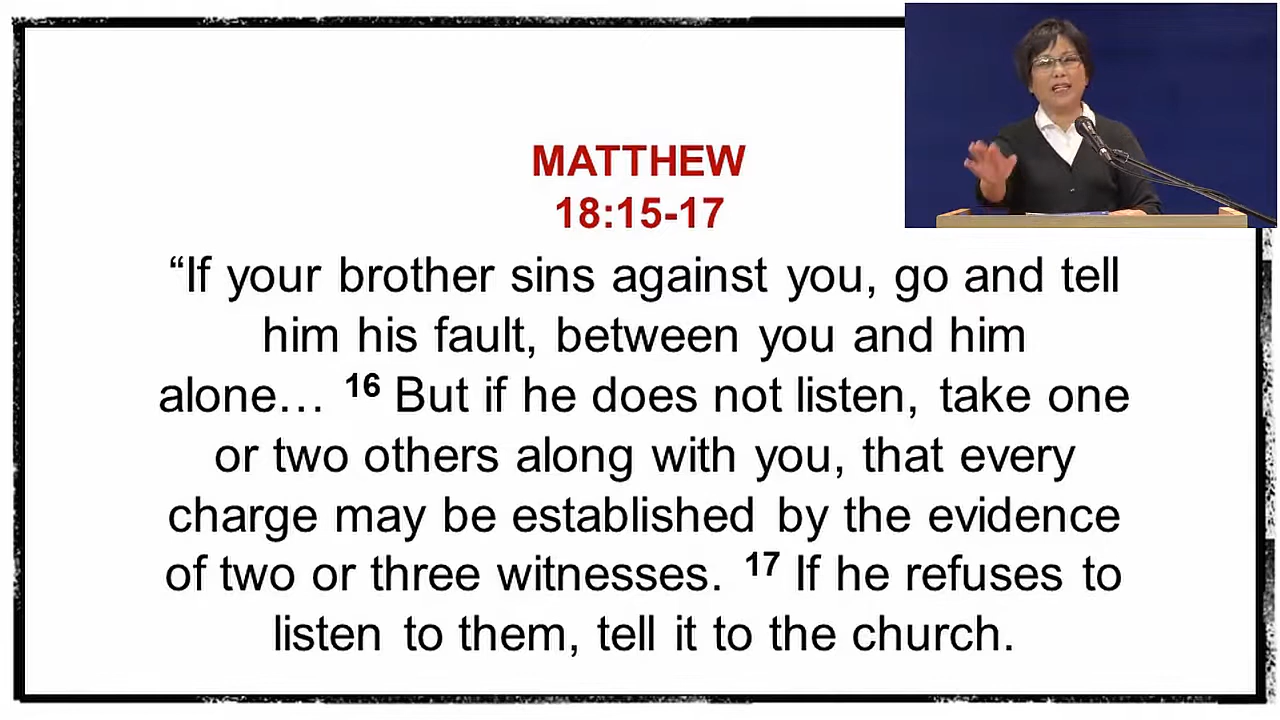 MATTHEW
18:15-17
“If your brother sins against you, go and tell
him his fault, between you and him
alone… 16 But if he does not listen, take one
or two others along with you, that every
charge may be established by the evidence
of two or three witnesses. 17 If he refuses to
listen to them, tell it to the church.